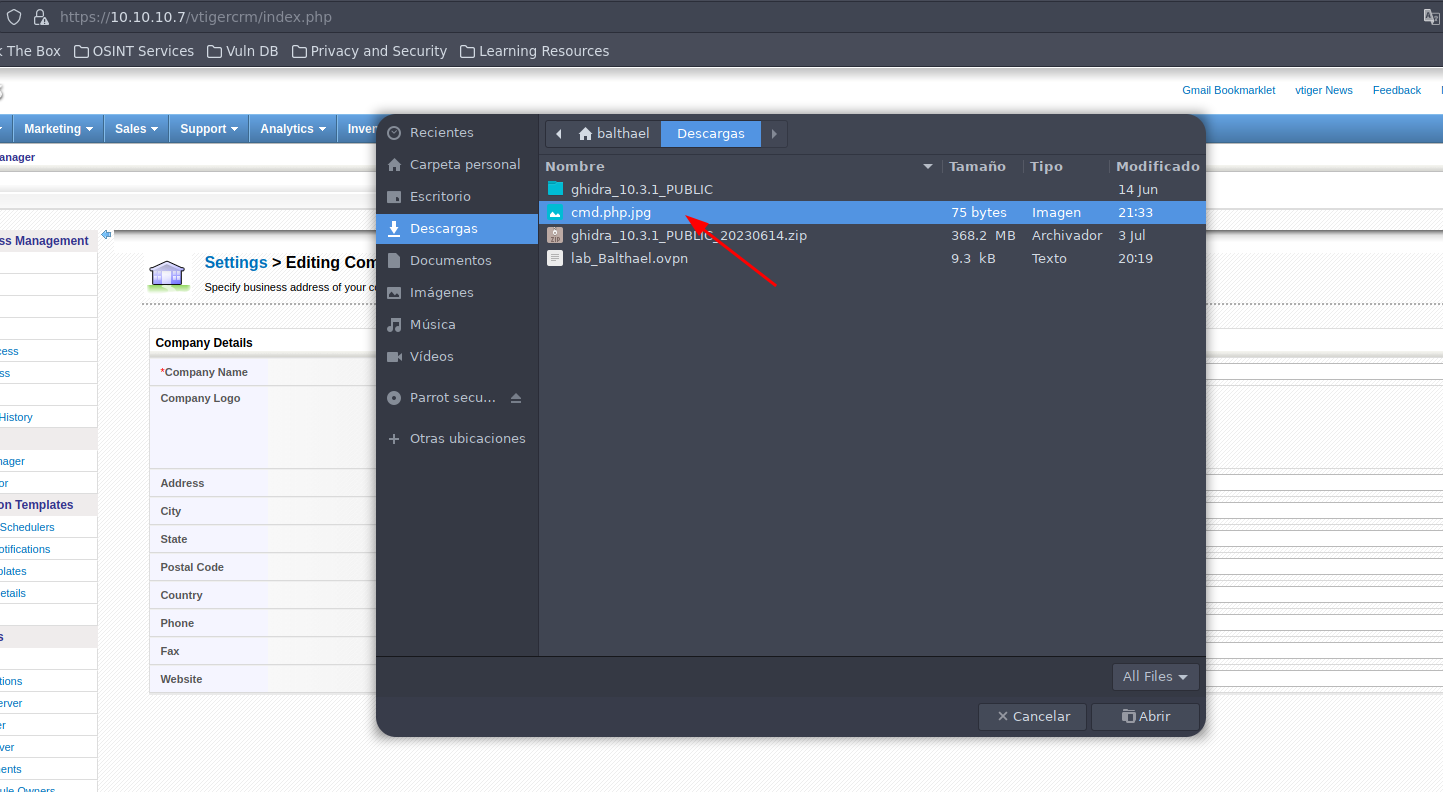 https://10.10.10.7/vtigercrm/index.php
The Box OSINT Services Vuln DB Privacy and Security Learning Resources
Gmail Bookmarklet vtiger News Feedback
Marketing Sales Support Analytics Inven
anager
Recientes
Carpeta personal
Escritorio
Descargas
Documentos
Imágenes
Música
Vídeos
Parrot secu...
Otras ubicaciones
balthael Descargas
Nombre Tamaño Tipo Modificado
ghidra_10.3.1_PUBLIC 14 Jun
cmd.php.jpg 75 bytes Imagen 21:33
ghidra_10.3.1_PUBLIC_20230614.zip 368.2 MB Archivador 3 Jul
lab_Balthael.ovpn 9.3 kB Texto 20:19
All Files
Cancelar Abrir
ss Management
cess
ss
History
nager
or
on Templates
Schedulers
otifications
plates
etails
s
tions
erver
er
ver
ents
ule Owners
Settings > Editing Com
Specify business address of your c
Company Details
*Company Name
Company Logo
Address
City
State
Postal Code
Country
Phone
Fax
Website